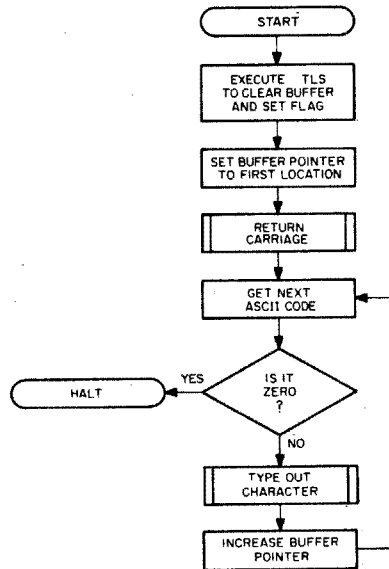 START
EXECUTE TLS
TO CLEAR BUFFER
AND SET FLAG
SET BUFFER POINTER
TO FIRST LOCATION
RETURN
CARRIAGE
GET NEXT
ASCII CODE
IS IT
ZERO
?
YES
HALT
NO
TYPE OUT
CHARACTER
INCREASE BUFFER
POINTER